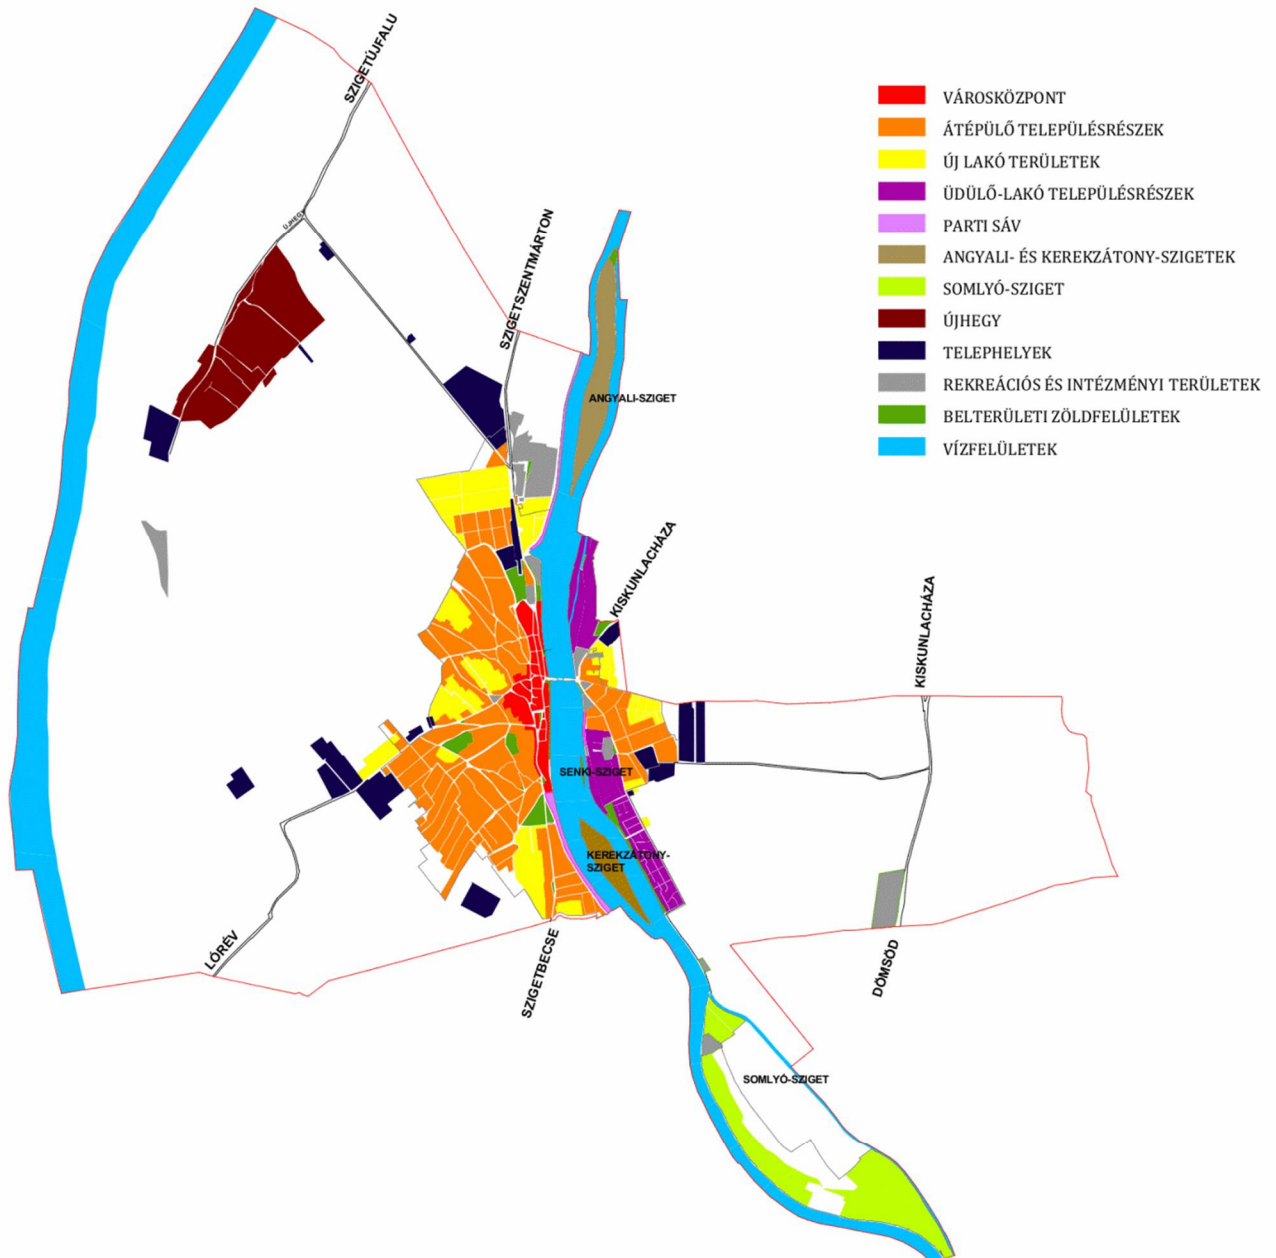 SZIGETÚJFALU
VÁROSKÖZPONT
ÁTÉPÜLŐ TELEPÜLÉSRÉSZEK
ÚJ LAKÓ TERÜLETEK
ÜDÜLŐ-LAKÓ TELEPÜLÉSRÉSZEK
PARTI SÁV
ANGYALI- ÉS KEREKZÁTONY-SZIGETEK
SOMLYÓ-SZIGET
ÚJHEGY
TELEPHELYEK
REKREÁCIÓS ÉS INTÉZMÉNYI TERÜLETEK
BELTERÜLETI ZÖLDFELÜLETEK
VÍZFELÜLETEK
ÚJHEGY
SZIGETSZENTMÁRTON
ANGYALI-SZIGET
KISKUNLACHÁZA
KISKUNLACHÁZA
SENKI-SZIGET
KEREKZÁTONY-
SZIGET
LÓRÉV
SZIGETBECSE
DÖMSÖD
SOMLYÓ-SZIGET